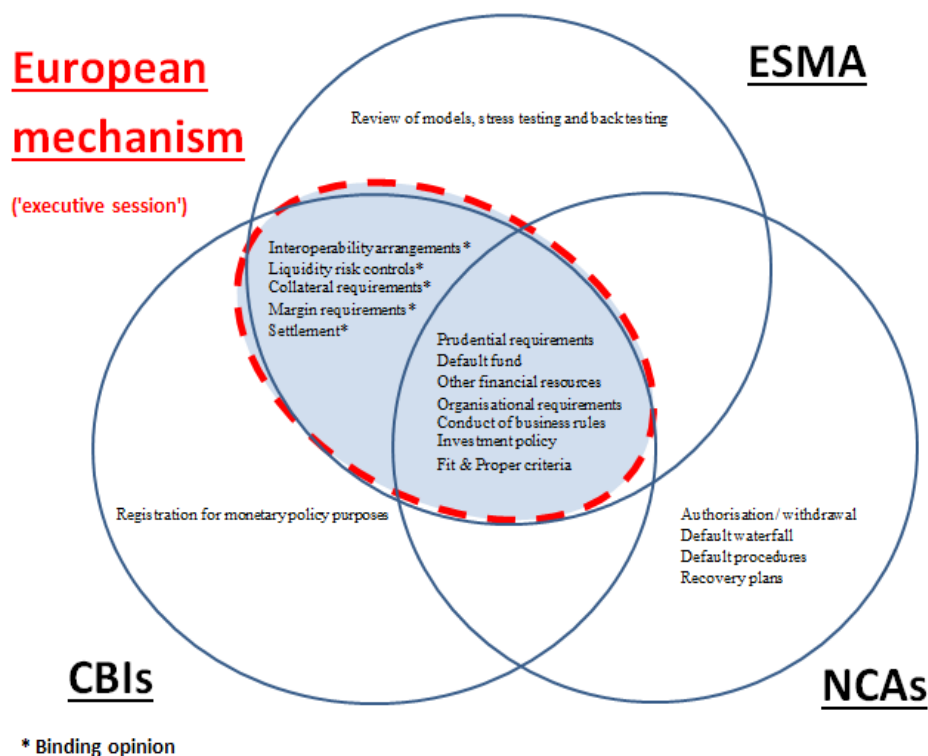 European
mechanism
('executive session')
ESMA
Review of models, stress testing and back testing
Interoperability arrangements*
Liquidity risk controls*
Collateral requirements*
Margin requirements*
Settlement*
Prudential requirements
Default fund
Other financial resources
Organisational requirements
Conduct of business rules
Investment policy
Fit & Proper criteria
Registration for monetary policy purposes
Authorisation / withdrawal
Default waterfall
Default procedures
Recovery plans
CBIs
NCAs
* Binding opinion